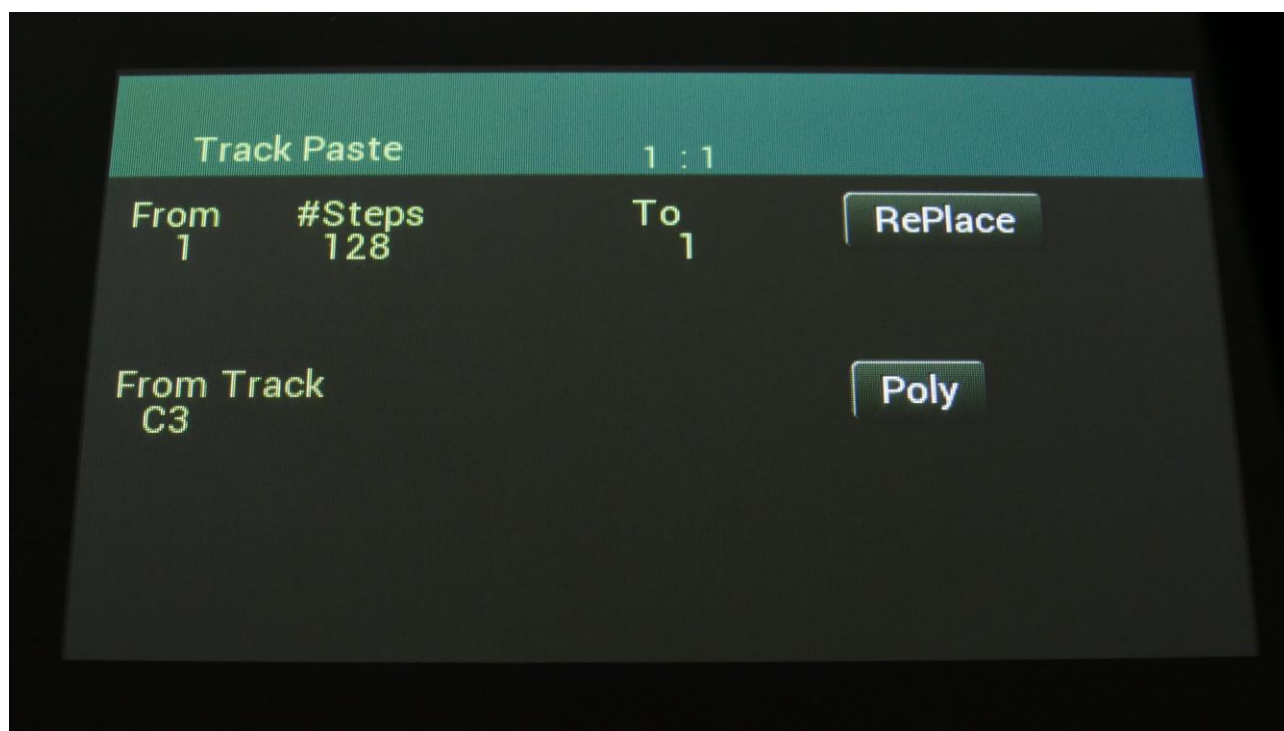 Track Paste 1 : 1
From #Steps To RePlace
1 128 1
From Track Poly
C3